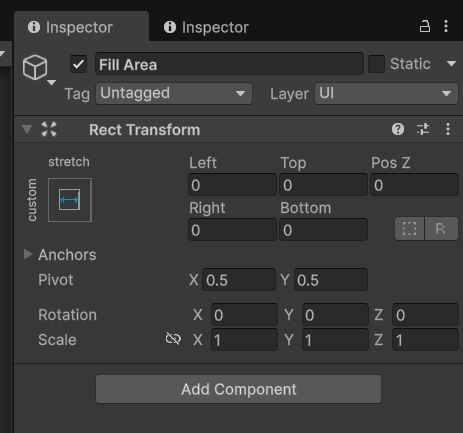 Inspector Inspector
Fill Area Static
Tag Untagged Layer UI
Rect Transform
stretch
custom
Left Top Pos Z
0 0 0
Right Bottom
0 0 R
Anchors
Pivot X 0.5 Y 0.5
Rotation X 0 Y 0 Z 0
Scale X 1 Y 1 Z 1
Add Component